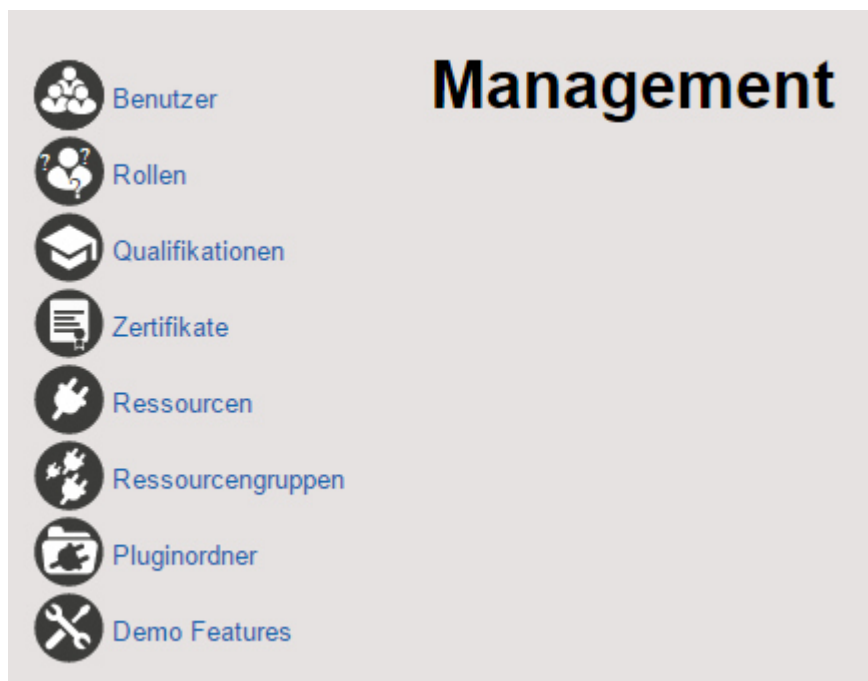 Management
Benutzer
Rollen
Qualifikationen
Zertifikate
Ressourcen
Ressourcengruppen
Pluginordner
Demo Features